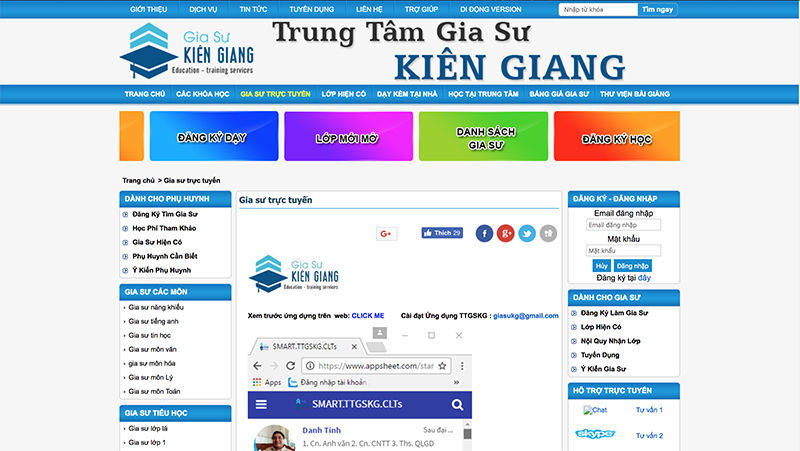 GIỚI THIỆU DỊCH VỤ TIN TỨC TUYỂN DỤNG LIÊN HỆ TRỢ GIÚP DI ĐỘNG VERSION Nhập từ khóa Tìm ngay
Gia Sư
KIÊN GIANG
Education - training services
Trung Tâm Gia Sư
KIÊN GIANG
TRANG CHỦ CÁC KHÓA HỌC GIA SƯ TRỰC TUYẾN LỚP HIỆN CÓ DẠY KÈM TẠI NHÀ HỌC TẠI TRUNG TÂM BẢNG GIÁ GIA SƯ THƯ VIỆN BÀI GIẢNG
ĐĂNG KÝ DẠY
LỚP MỚI MỞ
DANH SÁCH
GIA SƯ
ĐĂNG KÝ HỌC
Trang chủ > Gia sư trực tuyến
DÀNH CHO PHỤ HUYNH
Đăng Ký Tìm Gia Sư
Học Phí Tham Khảo
Gia Sư Hiện Có
Phụ Huynh Cần Biết
Ý Kiến Phụ Huynh
GIA SƯ CÁC MÔN
Gia sư năng khiếu
Gia sư tiếng anh
Gia sư tin học
Gia sư môn văn
gia sư môn hóa
Gia sư môn Lý
Gia sư môn Toán
GIA SƯ TIỂU HỌC
Gia sư lớp lá
Gia sư lớp 1
Gia sư trực tuyến
G+ Thích 29
Gia Sư
KIÊN GIANG
Education - training services
Xem trước ứng dụng trên web: CLICK ME Cài đặt Ứng dụng TTGSKG : giasukg@gmail.com
SMART.TTGSKG.CLTs
https://www.appsheet.com/star
Apps Đăng nhập tài khoản
SMART.TTGSKG.CLTs
Danh Tính Sau đại ...
1. Cn. Anh văn 2. Cn. CNTT 3. Ths. QLGD
ĐĂNG KÝ - ĐĂNG NHẬP
Email đăng nhập
Email đăng nhập
Mật khẩu
Mật khẩu
Hủy Đăng nhập
Đăng ký tại đây
DÀNH CHO GIA SƯ
Đăng Ký Làm Gia Sư
Lớp Hiện Có
Nội Quy Nhận Lớp
Tuyển Dụng
Ý Kiến Gia Sư
HỖ TRỢ TRỰC TUYẾN
Chat Tư vấn 1
skype Tư vấn 2